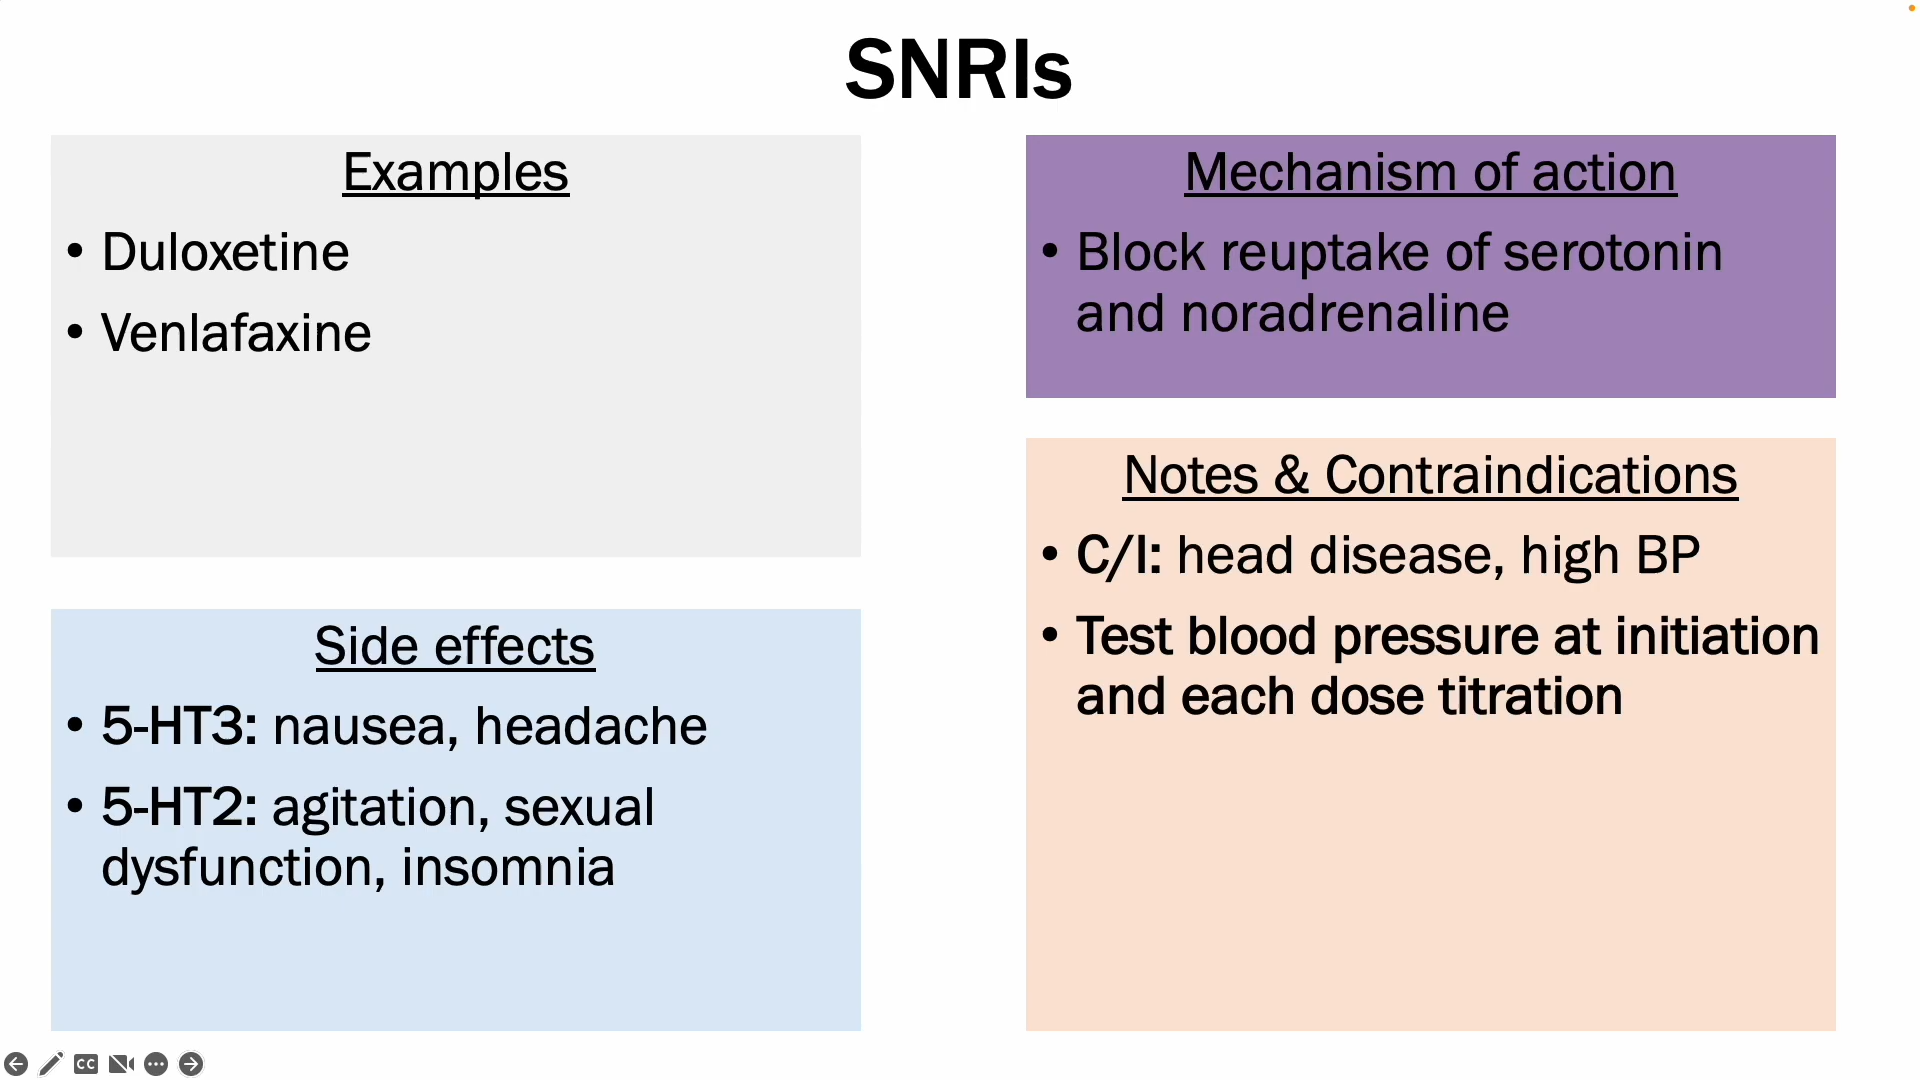 SNRIs
Examples
• Duloxetine
• Venlafaxine
Side effects
• 5-HT3: nausea, headache
• 5-HT2: agitation, sexual
dysfunction, insomnia
Mechanism of action
• Block reuptake of serotonin
and noradrenaline
Notes & Contraindications
• C/I: head disease, high BP
• Test blood pressure at initiation
and each dose titration
CC